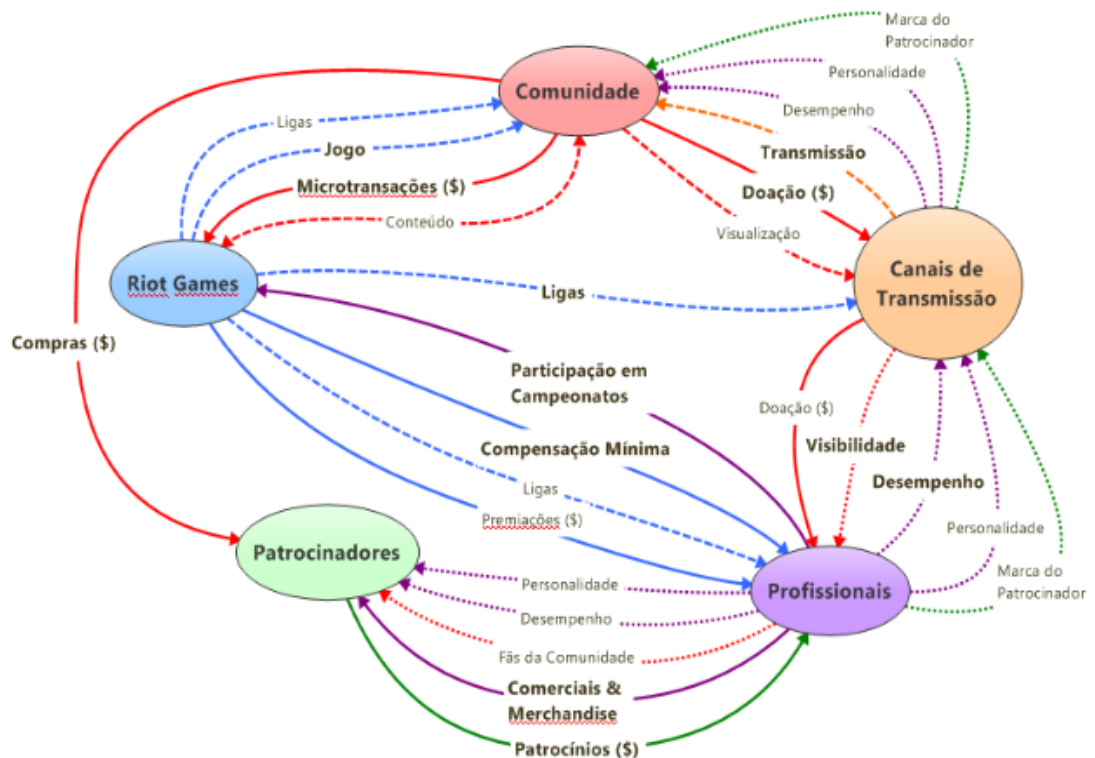 Marca do
Patrocinador
Personalidade
Comunidade
Desempenho
Ligas
Jogo
Transmissão
Microtransações ($)
Doação ($)
Conteúdo
Visualização
Canais de
Transmissão
Riot Games
Ligas
Compras ($)
Participação em
Campeonatos
Doação ($)
Visibilidade
Compensação Mínima
Desempenho
Ligas
Premiações ($)
Personalidade
Patrocinadores
Marca do
Patrocinador
Personalidade
Profissionais
Desempenho
Fãs da Comunidade
Comerciais &
Merchandise
Patrocínios ($)